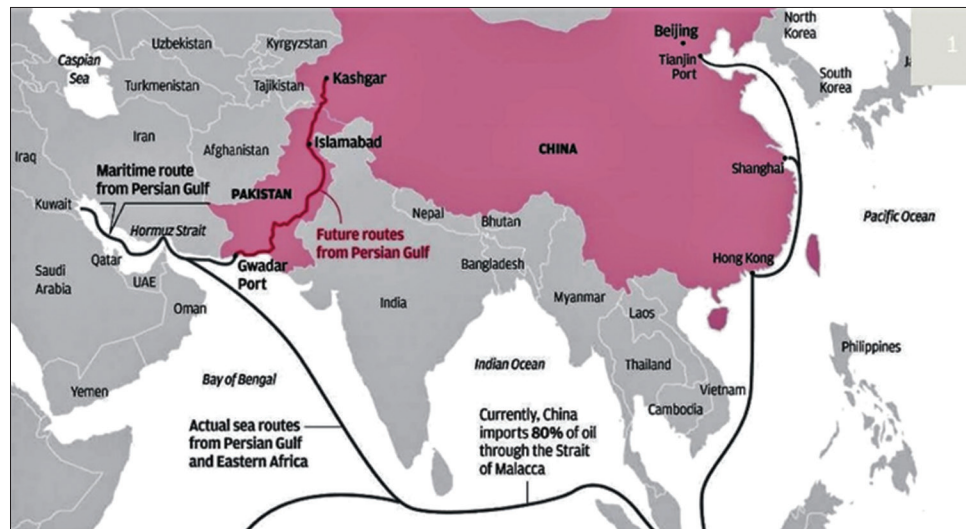 Uzbekistan
Kyrgyzstan
Caspian
Sea
Turkmenistan
Tajikistan
Kashgar
Beijing
Tianjin
Port
North
Korea
South
Korea
1
Iran
Afghanistan
Islamabad
CHINA
Shanghai
Iraq
Maritime route
from Persian Gulf
PAKISTAN
Kuwait
Hormuz Strait
Future routes
from Persian Gulf
Nepal
Bhutan
Pacific Ocean
Qatar
Gwadar
Port
Bangladesh
Hong Kong
Saudi
Arabia
UAE
Oman
India
Myanmar
Laos
Thailand
Philippines
Yemen
Bay of Bengal
Indian Ocean
Vietnam
Cambodia
Actual sea routes
from Persian Gulf
and Eastern Africa
Currently, China
imports 80% of oil
through the Strait
of Malacca